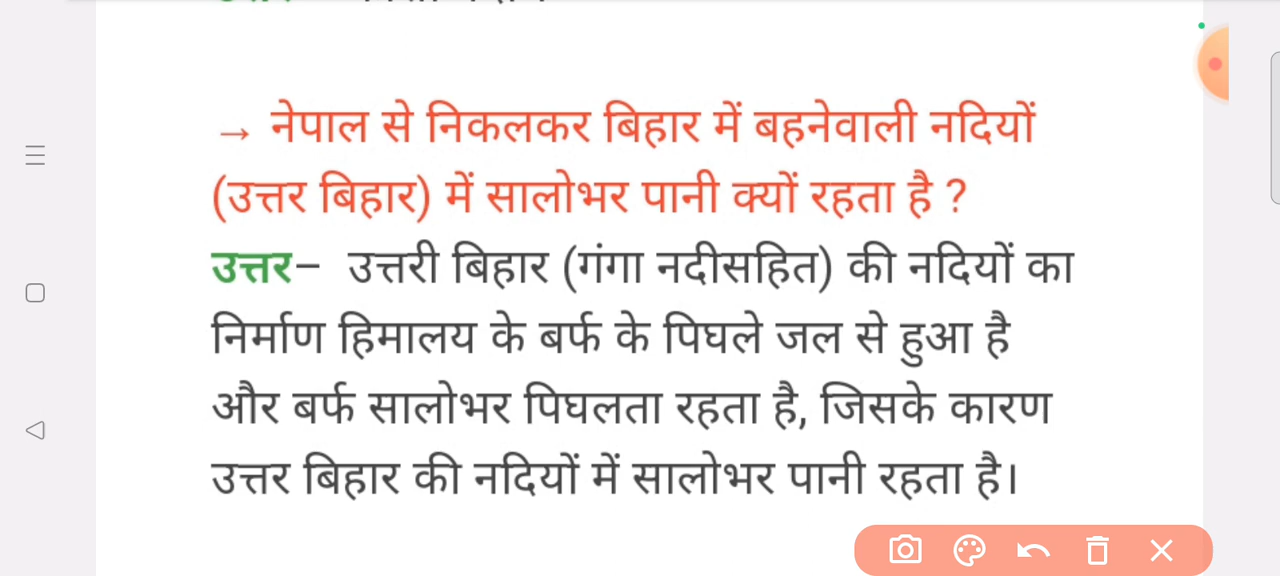 → नेपाल से निकलकर बिहार में बहनेवाली नदियों
(उत्तर बिहार) में सालोभर पानी क्यों रहता है ?
उत्तर– उत्तरी बिहार (गंगा नदीसहित) की नदियों का
निर्माण हिमालय के बर्फ के पिघले जल से हुआ है
और बर्फ सालोभर पिघलता रहता है, जिसके कारण
उत्तर बिहार की नदियों में सालोभर पानी रहता है।